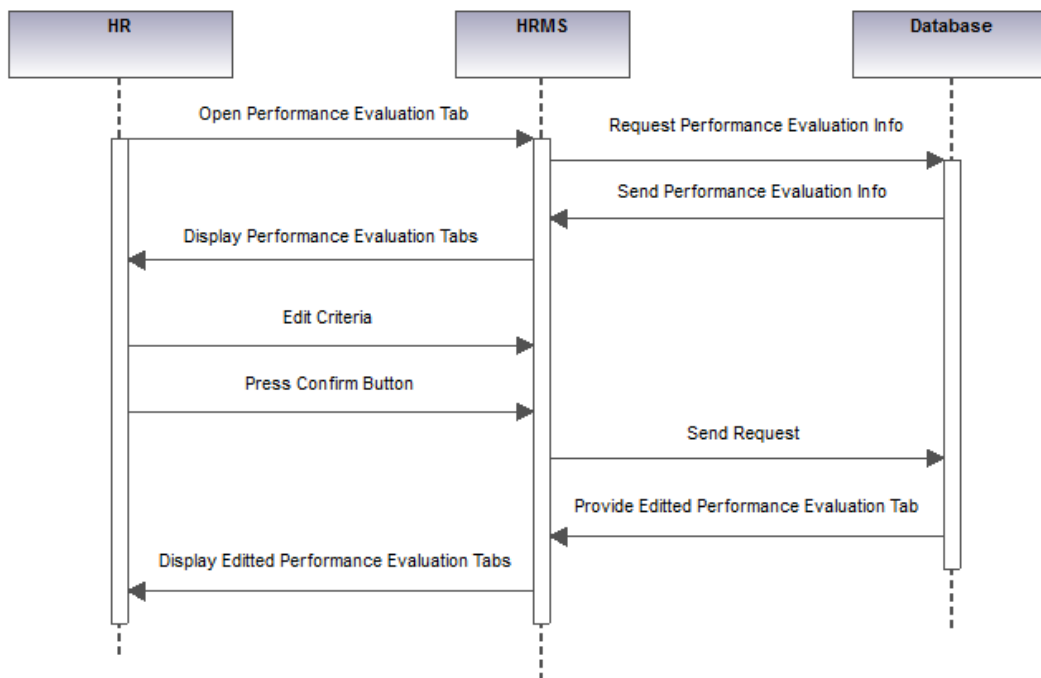 HR
HRMS
Database
Open Performance Evaluation Tab
Request Performance Evaluation Info
Send Performance Evaluation Info
Display Performance Evaluation Tabs
Edit Criteria
Press Confirm Button
Send Request
Provide Editted Performance Evaluation Tab
Display Editted Performance Evaluation Tabs